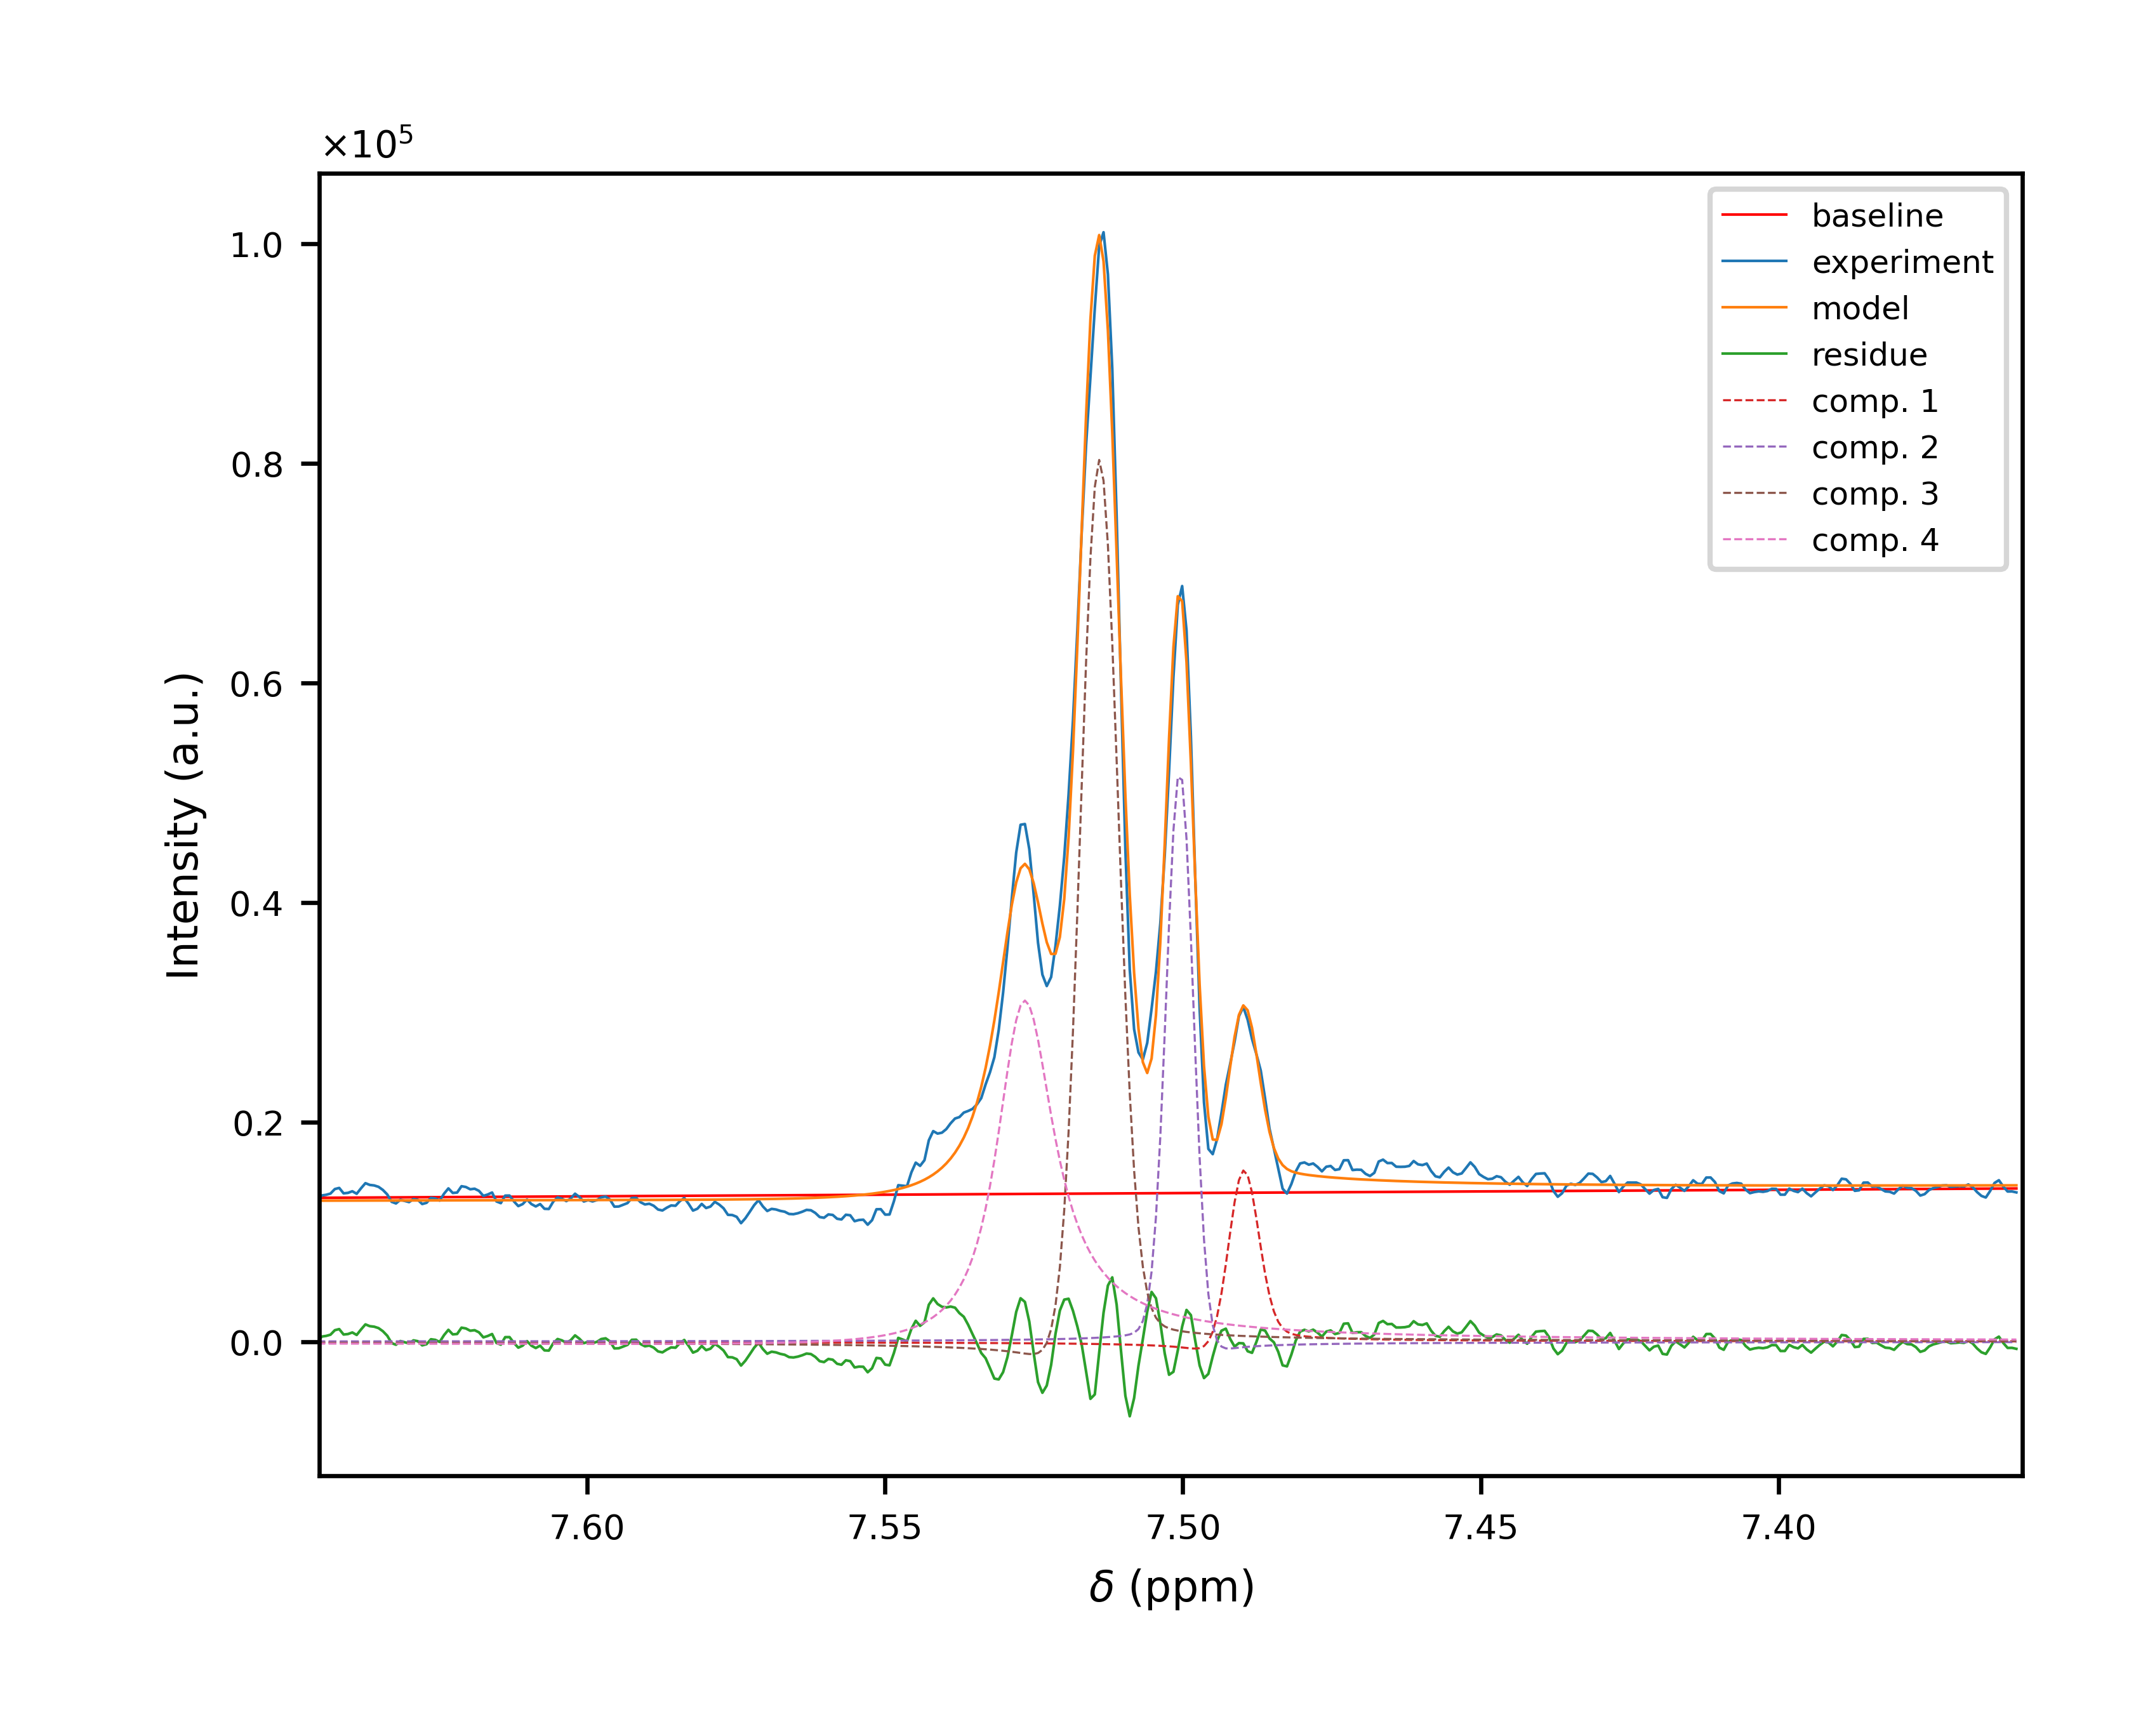 ×10⁵
1.0
0.8
0.6
0.4
0.2
0.0
Intensity (a.u.)
7.60 7.55 7.50 7.45 7.40
δ (ppm)
baseline
experiment
model
residue
comp. 1
comp. 2
comp. 3
comp. 4